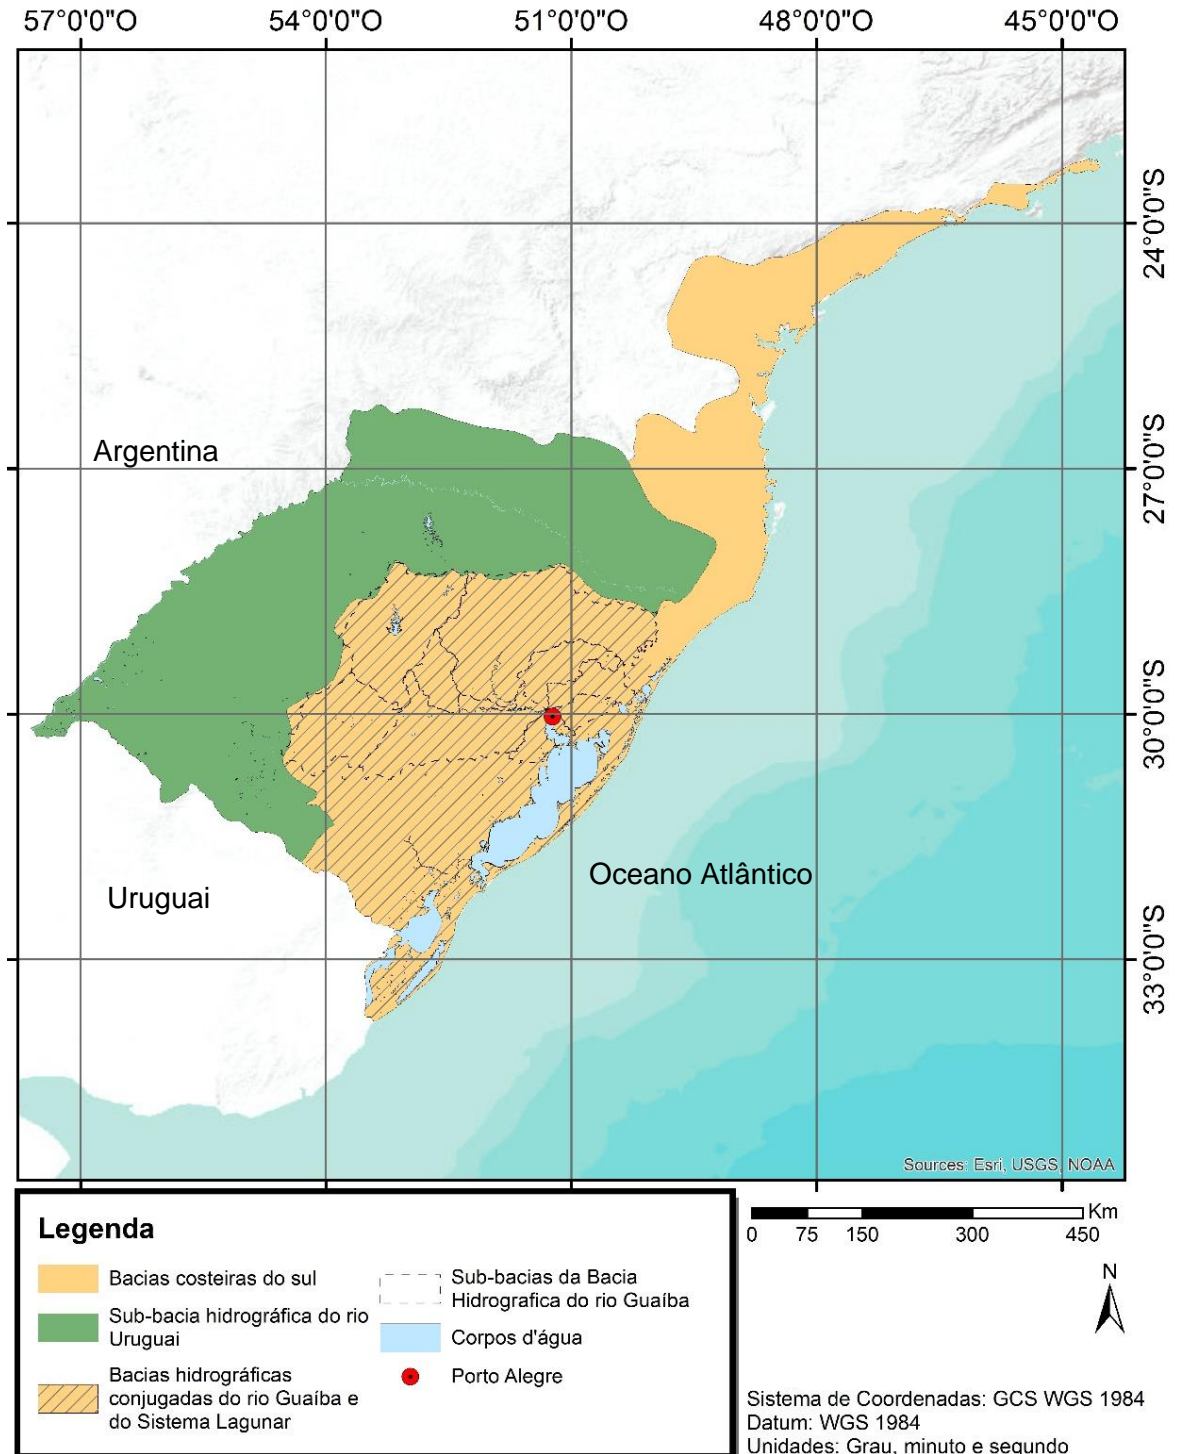 57°0'0"O 54°0'0"O 51°0'0"O 48°0'0"O 45°0'0"O
24°0'0"S
27°0'0"S
30°0'0"S
33°0'0"S
Argentina
Uruguai
Oceano Atlântico
Sources: Esri, USGS, NOAA
Legenda
Bacias costeiras do sul
Sub-bacia hidrográfica do rio
Uruguai
Bacias hidrográficas
conjugadas do rio Guaíba e
do Sistema Lagunar
Sub-bacias da Bacia
Hidrografica do rio Guaíba
Corpos d'água
Porto Alegre
Km
0 75 150 300 450
N
Sistema de Coordenadas: GCS WGS 1984
Datum: WGS 1984
Unidades: Grau, minuto e segundo